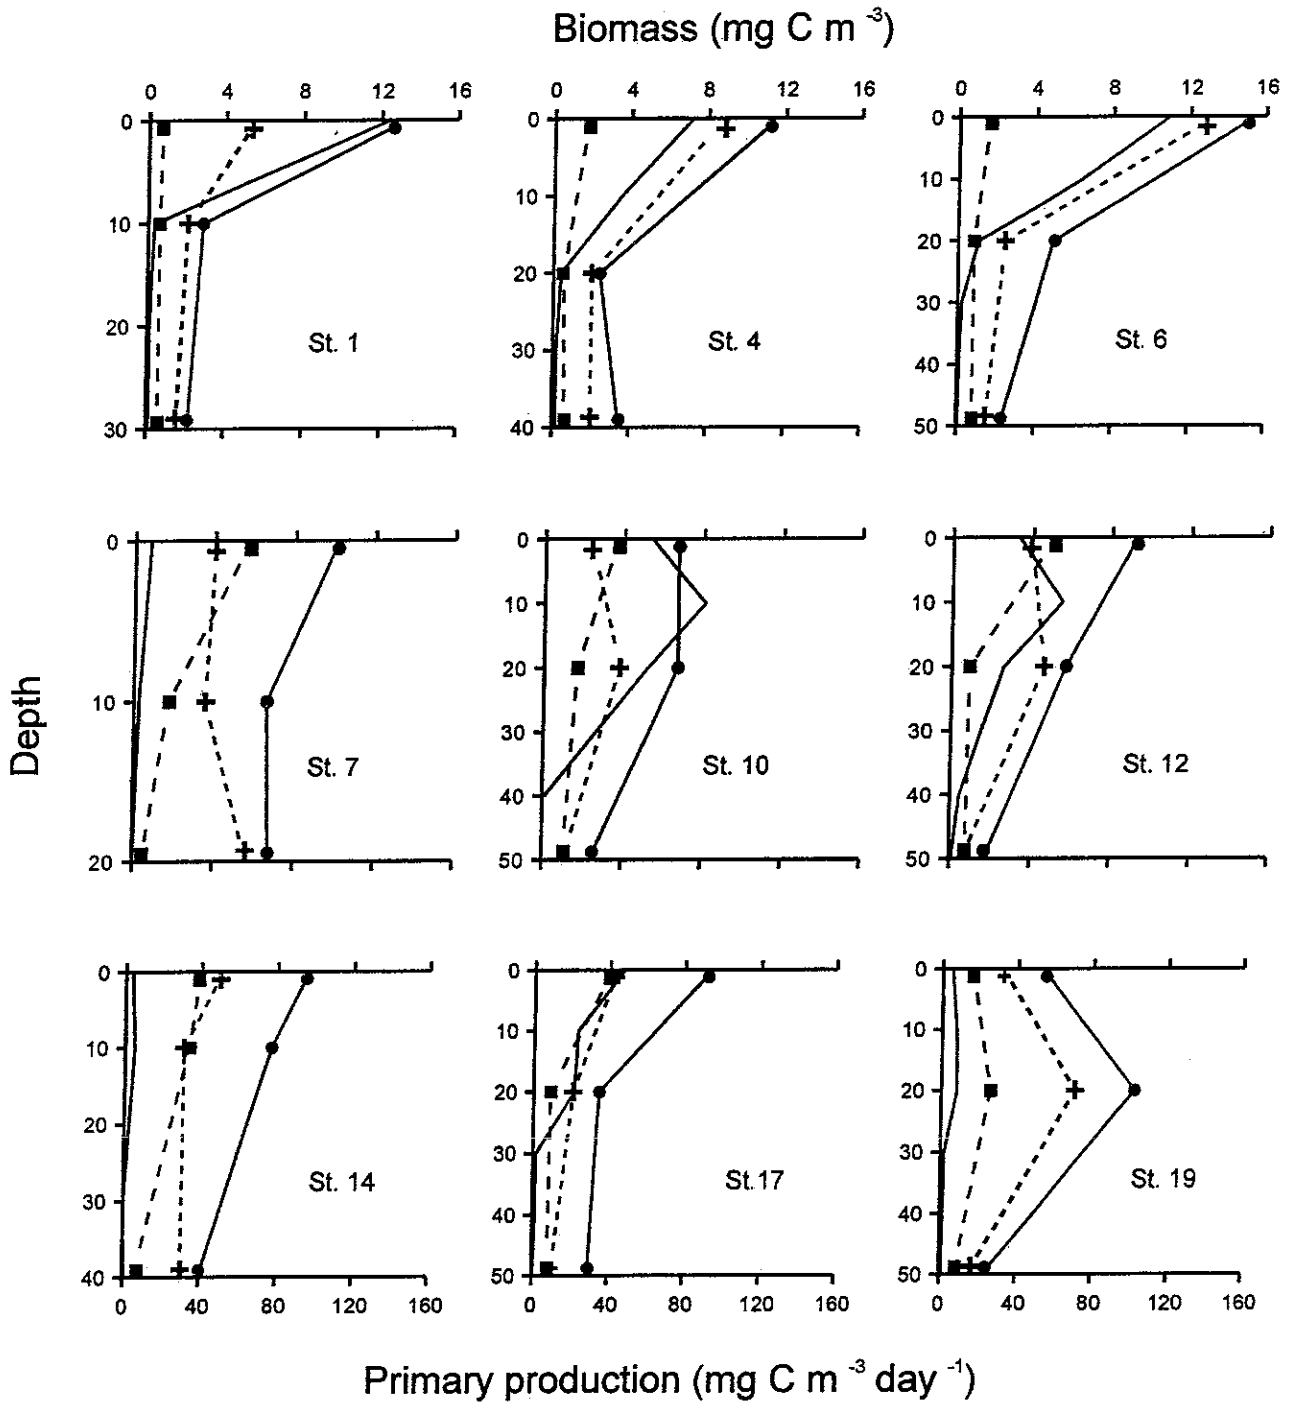 Biomass (mg C m -3)
0 4 8 12 16 0 4 8 12 16 0 4 8 12 16
0 10 20 30 St. 1
0 10 20 30 40 St. 4
0 10 20 30 40 50 St. 6
Depth
0 10 20 St. 7
0 10 20 30 40 50 St. 10
0 10 20 30 40 50 St. 12
0 10 20 30 40 St. 14
0 10 20 30 40 50 St.17
0 10 20 30 40 50 St. 19
0 40 80 120 160 0 40 80 120 160 0 40 80 120 160
Primary production (mg C m -3 day -1)